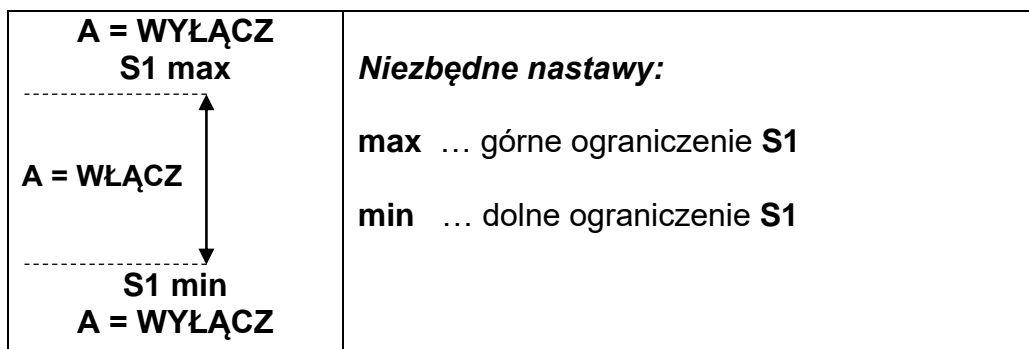 A = WYŁĄCZ
S1 max
A = WŁĄCZ
S1 min
A = WYŁĄCZ
Niezbędne nastawy:
max … górne ograniczenie S1
min … dolne ograniczenie S1